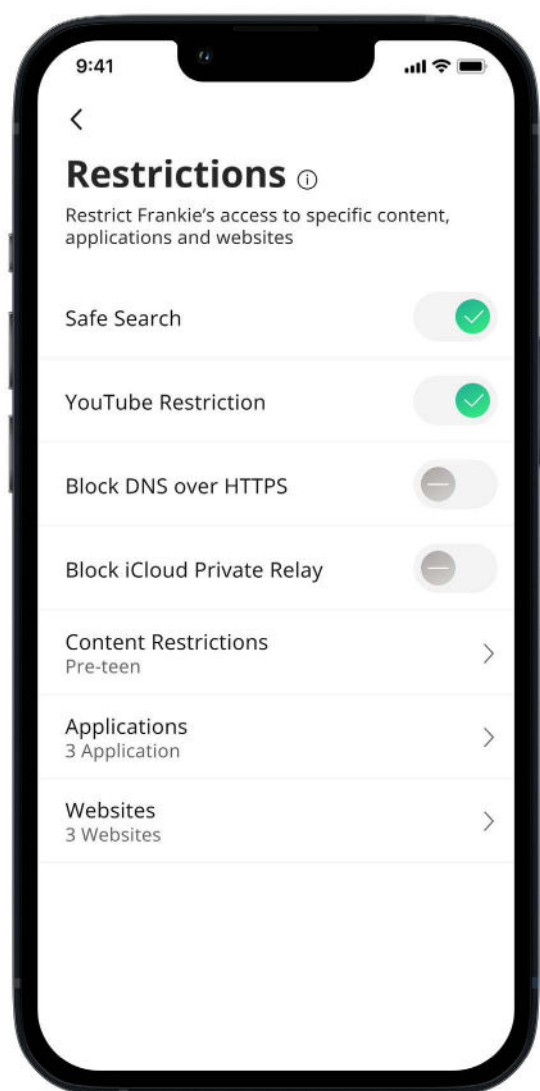 9:41
Restrictions
Restrict Frankie’s access to specific content,
applications and websites
Safe Search
YouTube Restriction
Block DNS over HTTPS
Block iCloud Private Relay
Content Restrictions
Pre-teen
Applications
3 Application
Websites
3 Websites